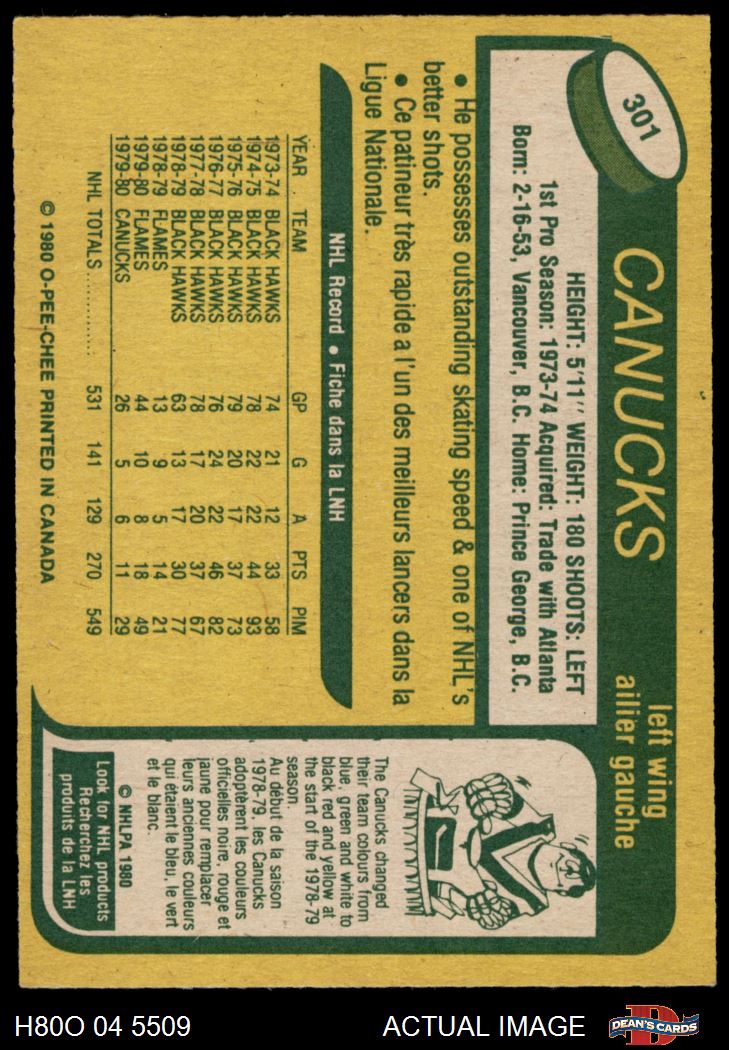 301
CANUCKS
left wing
ailier gauche
HEIGHT: 5'11'' WEIGHT: 180 SHOOTS: LEFT
1st Pro Season: 1973-74 Acquired: Trade with Atlanta
Born: 2-16-53, Vancouver, B.C. Home: Prince George, B.C.
• He possesses outstanding skating speed & one of NHL's
better shots.
• Ce patineur très rapide a l'un des meilleurs lancers dans la
Ligue Nationale.
NHL Record • Fiche dans la LNH
YEAR TEAM GP G A PTS PIM
1973-74 BLACK HAWKS 74 21 12 33 58
1974-75 BLACK HAWKS 78 22 22 44 93
1975-76 BLACK HAWKS 79 20 17 37 73
1976-77 BLACK HAWKS 76 24 22 46 82
1977-78 BLACK HAWKS 78 17 20 37 67
1978-79 BLACK HAWKS 63 13 17 30 77
1978-79 FLAMES 13 9 5 14 21
1979-80 FLAMES 44 10 8 18 49
1979-80 CANUCKS 26 5 6 11 29
NHL TOTALS ............. 531 141 129 270 549
© 1980 O-PEE-CHEE PRINTED IN CANADA
The Canucks changed
their team colours from
blue, green and white to
black red and yellow at
the start of the 1978-79
season.
Au début de la saison
1978-79, les Canucks
adoptèrent les couleurs
officielles noire, rouge et
jaune pour remplacer
leurs anciennes couleurs
qui étaient le bleu, le vert
et le blanc.
© NHLPA 1980
Look for NHL products
Recherchez les
produits de la LNH
H80O 04 5509
ACTUAL IMAGE
DEAN'S CARDS